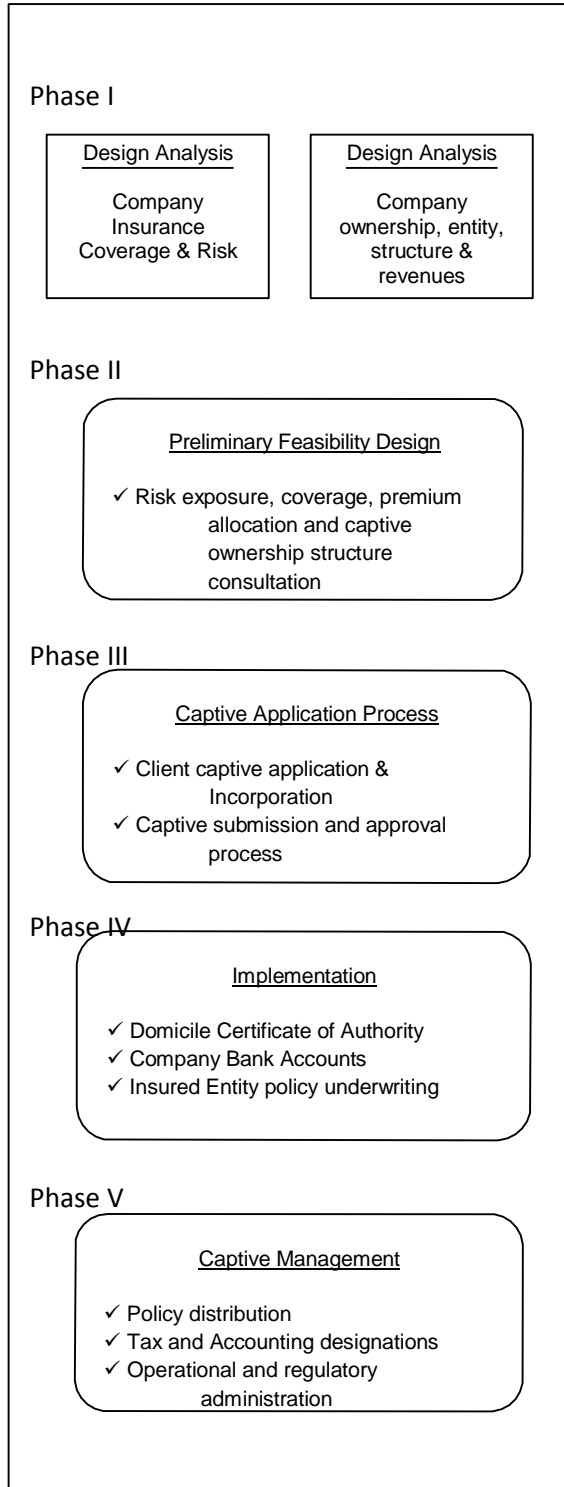 Phase I
Design Analysis
Company
Insurance
Coverage & Risk
Design Analysis
Company
ownership, entity,
structure &
revenues
Phase II
Preliminary Feasibility Design
✓ Risk exposure, coverage, premium
allocation and captive
ownership structure
consultation
Phase III
Captive Application Process
✓ Client captive application &
Incorporation
✓ Captive submission and approval
process
Phase IV
Implementation
✓ Domicile Certificate of Authority
✓ Company Bank Accounts
✓ Insured Entity policy underwriting
Phase V
Captive Management
✓ Policy distribution
✓ Tax and Accounting designations
✓ Operational and regulatory
administration